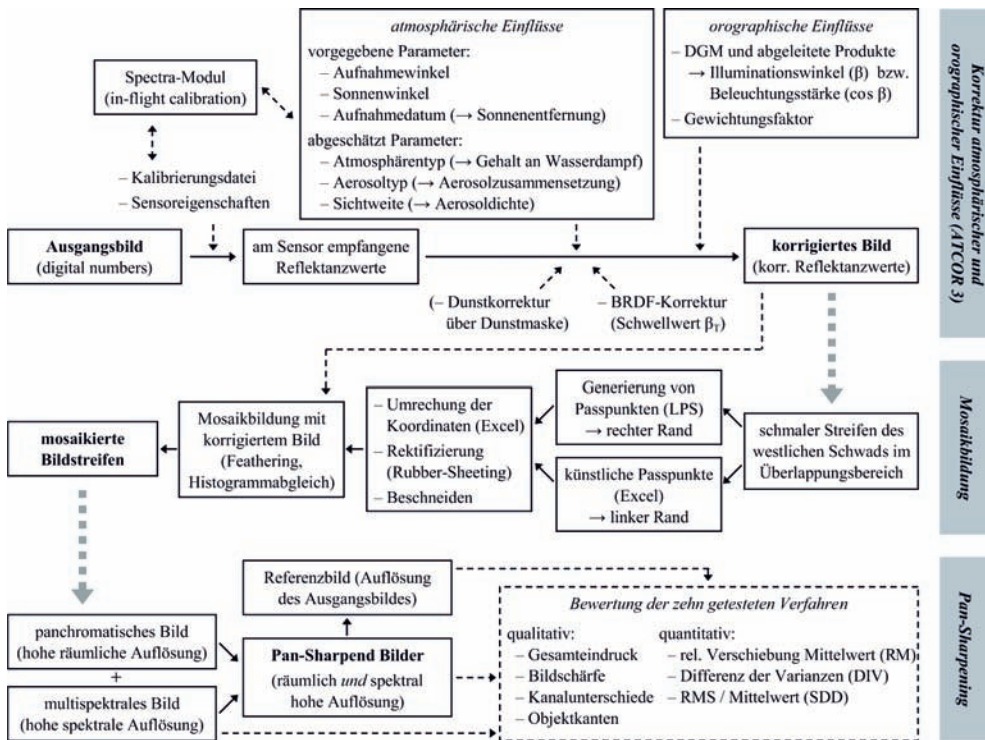 atmosphärische Einflüsse
vorgegebene Parameter:
– Aufnahmewinkel
– Sonnenwinkel
– Aufnahmedatum (→ Sonnenentfernung)
abgeschätzt Parameter:
– Atmosphärentyp (→ Gehalt an Wasserdampf)
– Aerosoltyp (→ Aerosolzusammensetzung)
– Sichtweite (→ Aerosoldichte)
orographische Einflüsse
– DGM und abgeleitete Produkte
→ Illuminationswinkel (β) bzw.
Beleuchtungsstärke (cos β)
– Gewichtungsfaktor
Spectra-Modul
(in-flight calibration)
– Kalibrierungsdatei
– Sensoreigenschaften
Ausgangsbild
(digital numbers)
am Sensor empfangene
Reflektanzwerte
korrigiertes Bild
(korr. Reflektanzwerte)
(– Dunstkorrektur
über Dunstmaske)
– BRDF-Korrektur
(Schwellwert βT)
Korrektur atmosphärischer und
orographischer Einflüsse (ATCOR 3)
mosaikierte
Bildstreifen
Mosaikbildung mit
korrigiertem Bild
(Feathering,
Histogrammabgleich)
– Umrechung der
Koordinaten (Excel)
– Rektifizierung
(Rubber-Sheeting)
– Beschneiden
Generierung von
Passpunkten (LPS)
→ rechter Rand
künstliche Passpunkte
(Excel)
→ linker Rand
schmaler Streifen des
westlichen Schwads im
Überlappungsbereich
Mosaikbildung
Referenzbild (Auflösung
des Ausgangsbildes)
panchromatisches Bild
(hohe räumliche Auflösung)
+
multispektrales Bild
(hohe spektrale Auflösung)
Pan-Sharpend Bilder
(räumlich und spektral
hohe Auflösung)
Bewertung der zehn getesteten Verfahren
qualitativ:
– Gesamteindruck
– Bildschärfe
– Kanalunterschiede
– Objektkanten
quantitativ:
– rel. Verschiebung Mittelwert (RM)
– Differenz der Varianzen (DIV)
– RMS / Mittelwert (SDD)
Pan-Sharpening